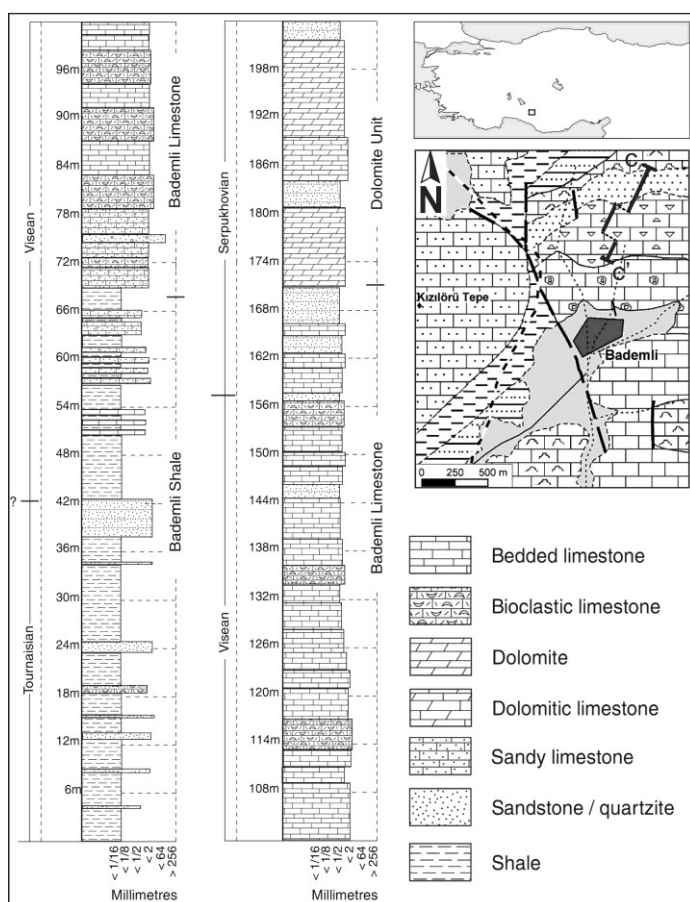 96m
90m
84m
78m
72m
66m
60m
54m
48m
42m
36m
30m
24m
18m
12m
6m
Visean
?
Tournaisian
Bademli Limestone
Bademli Shale
< 1/16
< 1/8
< 1/2
< 2
< 64
> 256
Millimetres
198m
192m
186m
180m
174m
168m
162m
156m
150m
144m
138m
132m
126m
120m
114m
108m
Serpukhovian
Visean
Dolomite Unit
Bademli Limestone
< 1/16
< 1/8
< 1/2
< 2
< 64
> 256
Millimetres
N
C
C'
Kızılörü Tepe
Bademli
0 250 500 m
Bedded limestone
Bioclastic limestone
Dolomite
Dolomitic limestone
Sandy limestone
Sandstone / quartzite
Shale